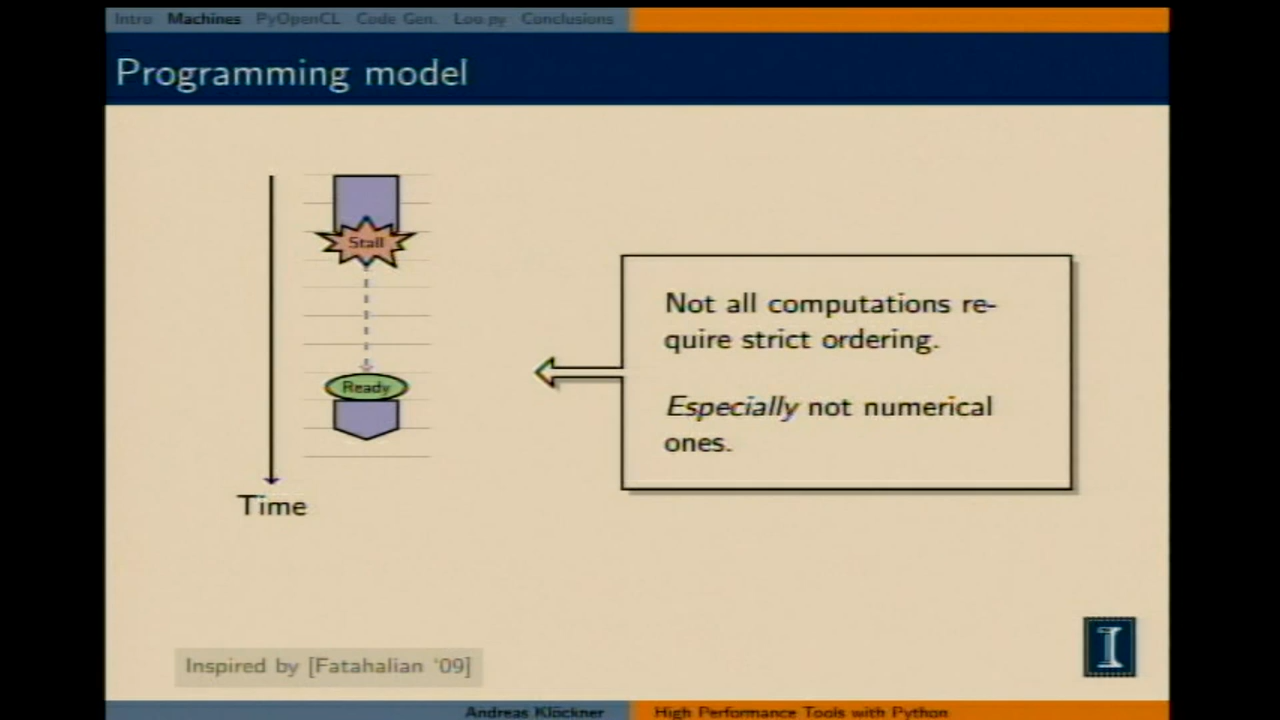 Intro Machines PyOpenCL Code Gen. Loo.py Conclusions
Programming model
Stall
Ready
Time
Not all computations re-
quire strict ordering.
Especially not numerical
ones.
Inspired by [Fatahalian '09]
I
Andreas Klöckner High Performance Tools with Python